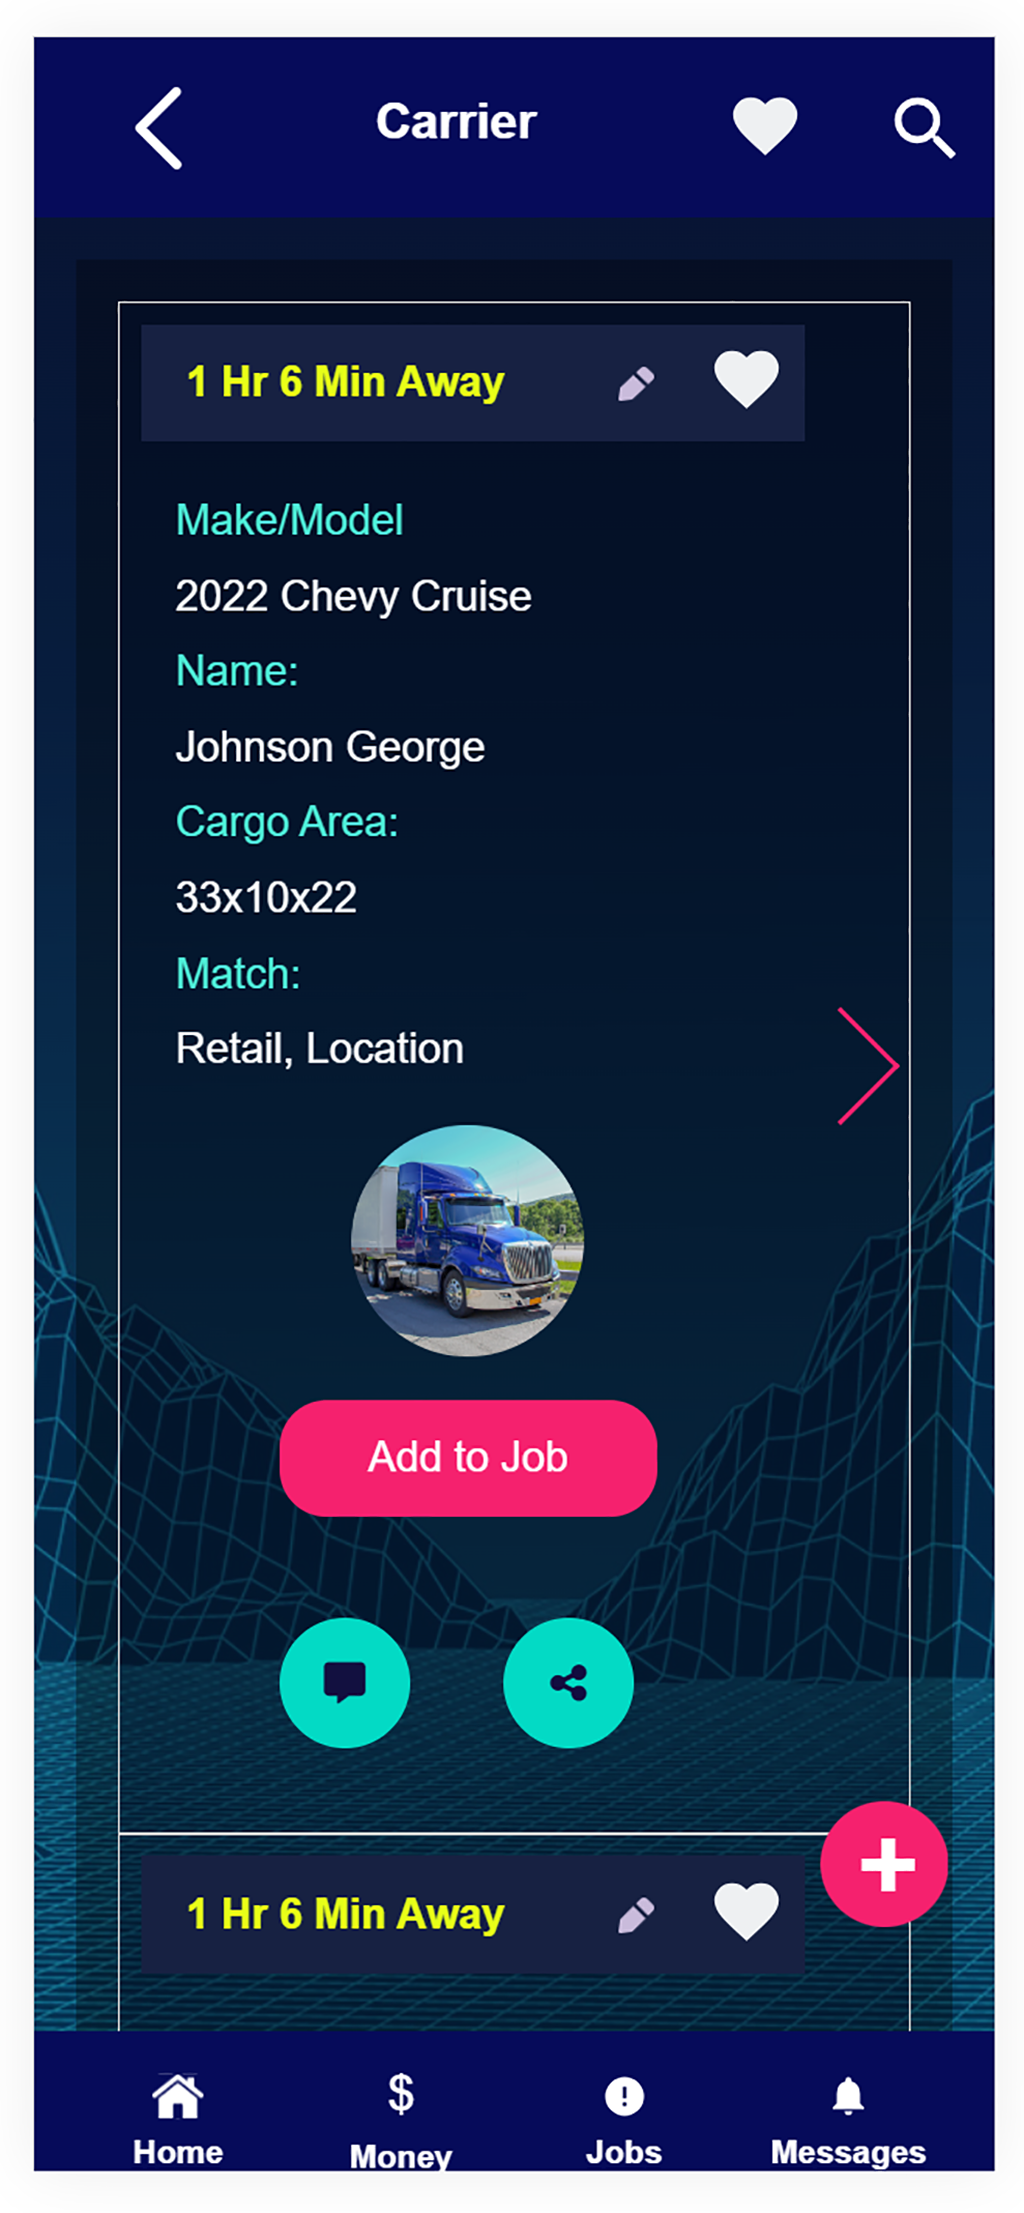 Carrier
1 Hr 6 Min Away
Make/Model
2022 Chevy Cruise
Name:
Johnson George
Cargo Area:
33x10x22
Match:
Retail, Location
Add to Job
1 Hr 6 Min Away
$
Home Money Jobs Messages